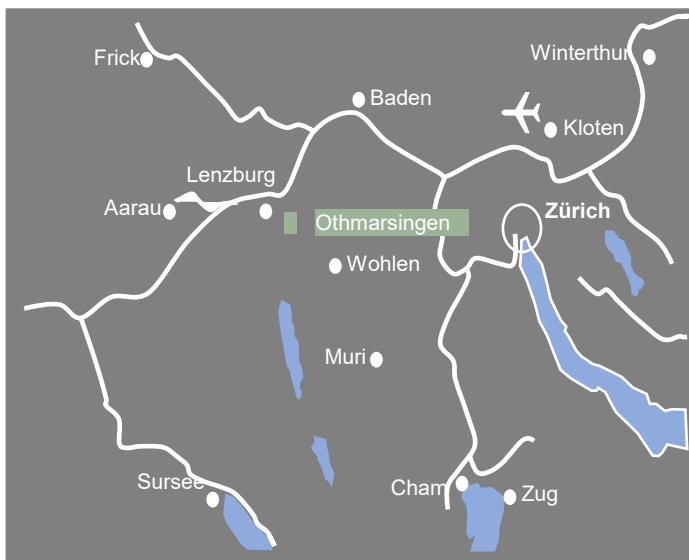 Frick
Winterthur
Baden
Kloten
Lenzburg
Aarau
Othmarsingen
Zürich
Wohlen
Muri
Sursee
Cham
Zug